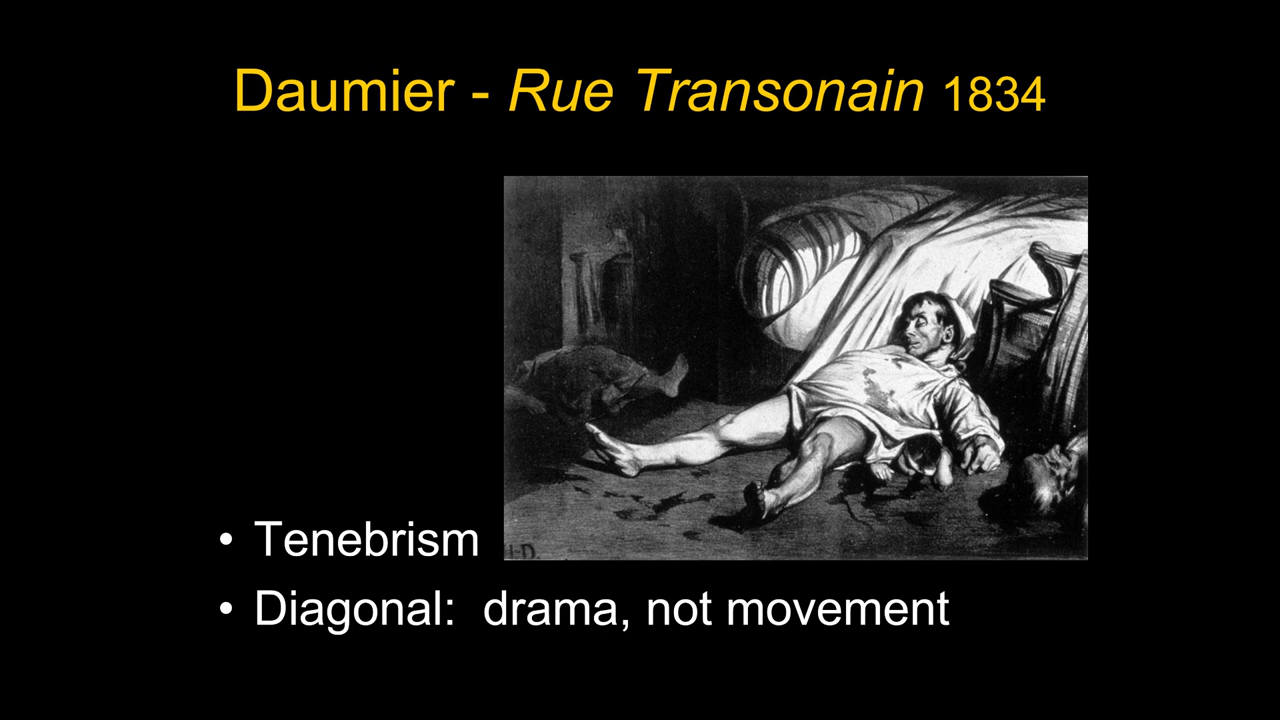 Daumier - Rue Transonain 1834
H-D.
• Tenebrism
• Diagonal: drama, not movement